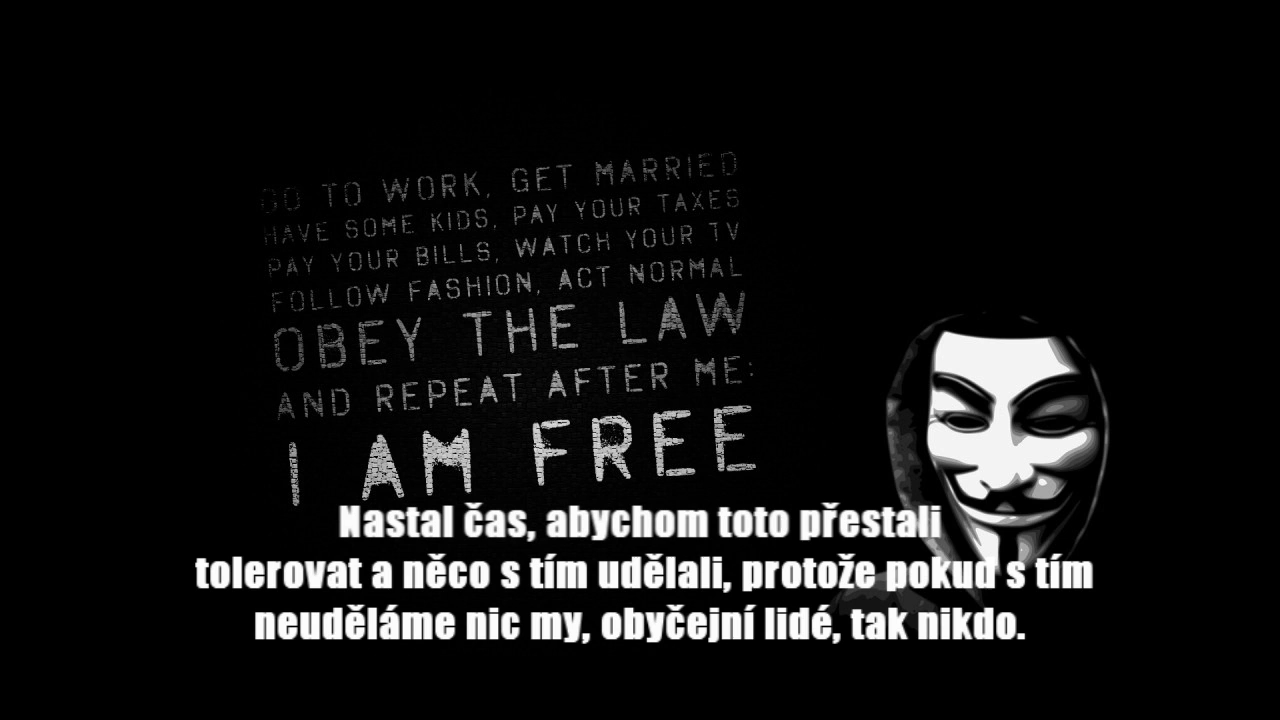 GO TO WORK, GET MARRIED
HAVE SOME KIDS, PAY YOUR TAXES
PAY YOUR BILLS, WATCH YOUR TV
FOLLOW FASHION, ACT NORMAL
OBEY THE LAW
AND REPEAT AFTER ME:
I AM FREE
Nastal čas, abychom toto přestali
tolerovat a něco s tím udělali, protože pokud s tím
neuděláme nic my, obyčejní lidé, tak nikdo.